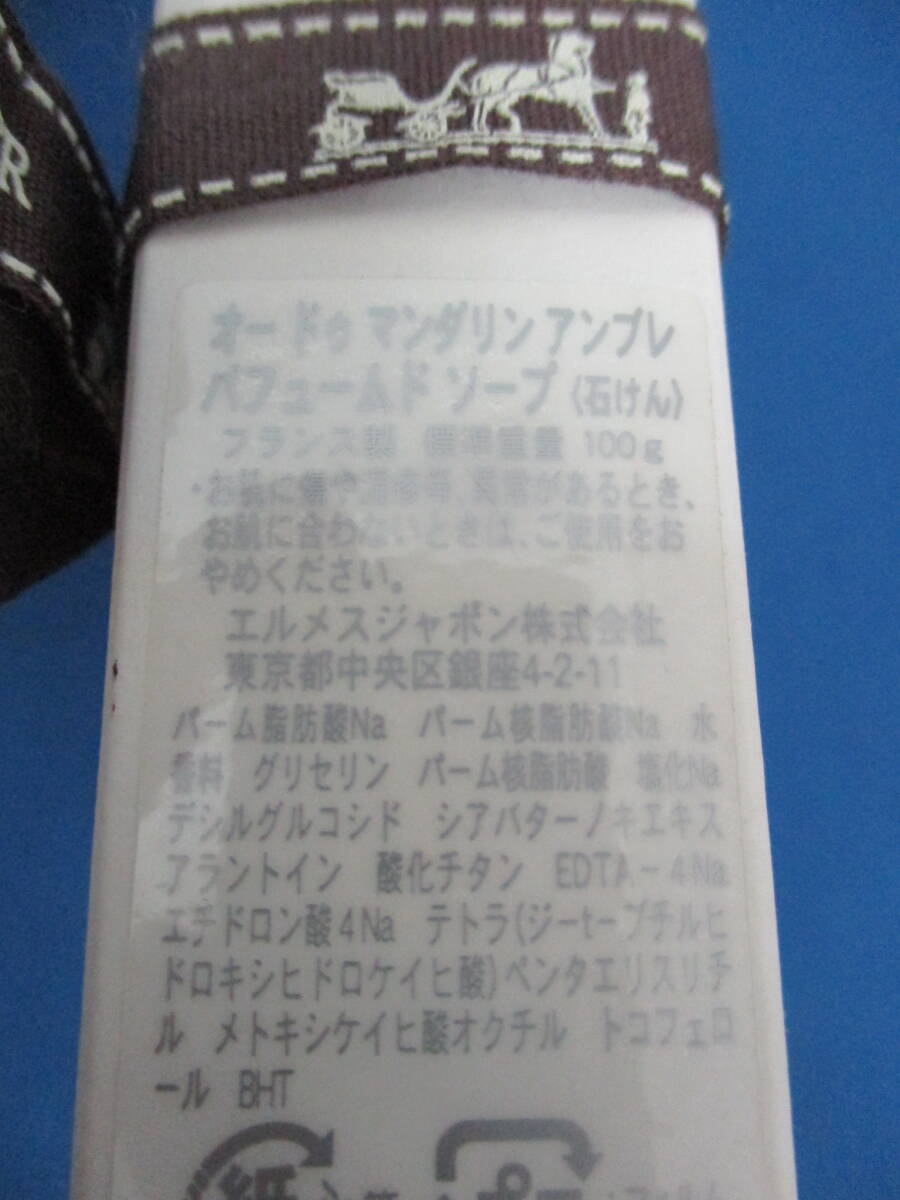 R
オー ドゥ マンダリン アンブレ
パフュームド ソープ (石けん)
フランス製 標準重量 100g
・お肌に傷や湿疹等、異常があるとき、
お肌に合わないときは、ご使用をお
やめください。
エルメスジャポン株式会社
東京都中央区銀座4-2-11
パーム脂肪酸Na パーム核脂肪酸Na 水
香料 グリセリン パーム核脂肪酸 塩化Na
デシルグルコシド シアバターノキエキス
アラントイン 酸化チタン EDTA－4Na
エチドロン酸4Na テトラ(ジーt－ブチルヒ
ドロキシヒドロケイヒ酸)ペンタエリスリチ
ル メトキシケイヒ酸オクチル トコフェロ
ール BHT
紙